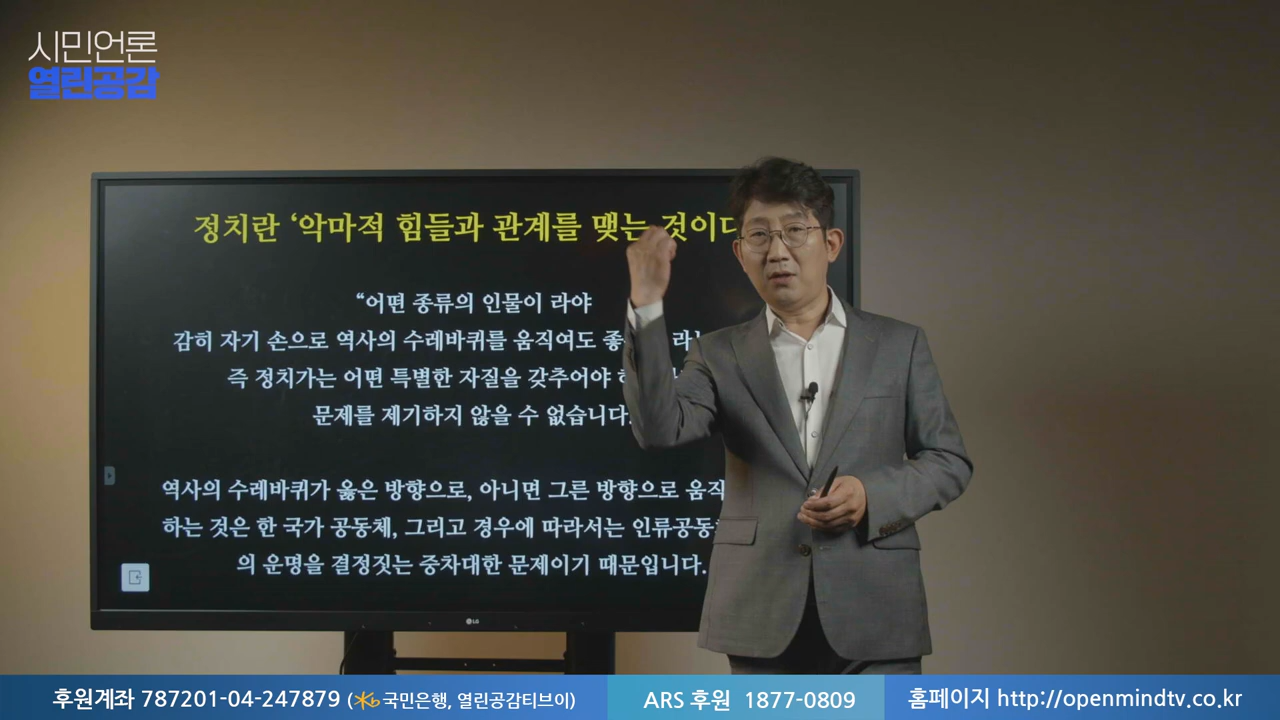 시민언론
열린공감
정치란 ‘악마적 힘들과 관계를 맺는 것이다
“어떤 종류의 인물이 라야
감히 자기 손으로 역사의 수레바퀴를 움직여도
즉 정치가는 어떤 특별한 자질을 갖추어야
문제를 제기하지 않을 수 없습니다.
역사의 수레바퀴가 옳은 방향으로, 아니면 그른 방향으로
하는 것은 한 국가 공동체, 그리고 경우에 따라서는
의 운명을 결정짓는 중차대한 문제이기 때문입니다.
LG
후원계좌 787201-04-247879 (국민은행, 열린공감티브이)
ARS 후원 1877-0809
홈페이지 http://openmindtv.co.kr